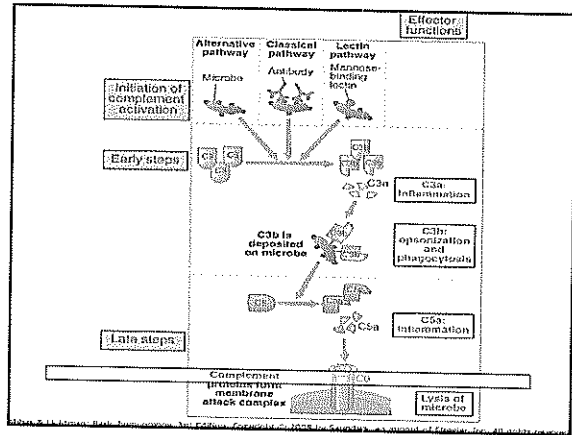 Effector
functions
Alternative
pathway
Classical
pathway
Lectin
pathway
Microbe
Antibody
Mannose-
binding
lectin
Initiation of
complement
activation
Early steps
C3a
C3a:
Inflammation
C3b is
deposited
on microbe
C3b:
opsonization
and
phagocytosis
C5a
C5a:
Inflammation
Late steps
Complement
proteins form
membrane
attack complex
Lysis of
microbe